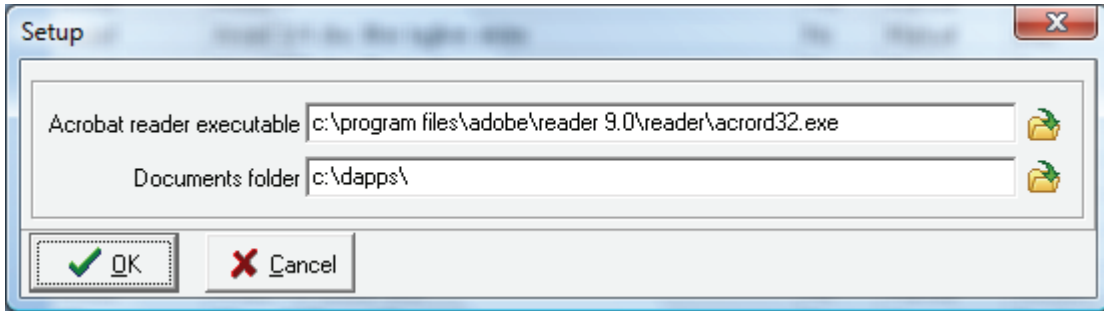 Setup
Acrobat reader executable c:\program files\adobe\reader 9.0\reader\acrord32.exe
Documents folder c:\dapps\
OK Cancel